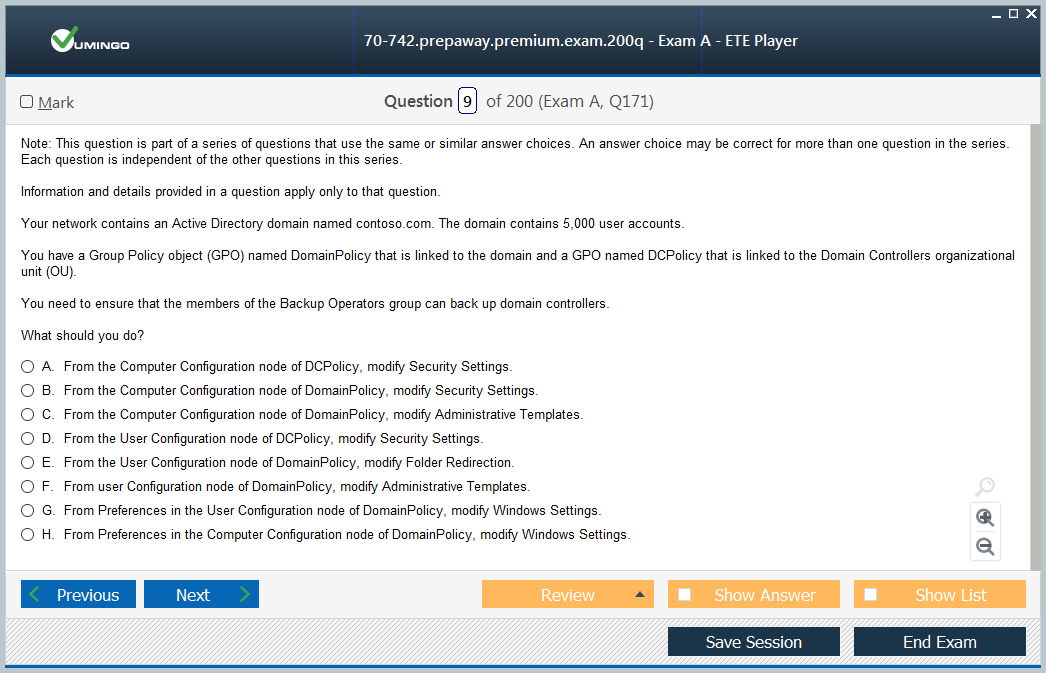 VUMINGO
70-742.prepaway.premium.exam.200q - Exam A - ETE Player
Mark
Question 9 of 200 (Exam A, Q171)
Note: This question is part of a series of questions that use the same or similar answer choices. An answer choice may be correct for more than one question in the series.
Each question is independent of the other questions in this series.
Information and details provided in a question apply only to that question.
Your network contains an Active Directory domain named contoso.com. The domain contains 5,000 user accounts.
You have a Group Policy object (GPO) named DomainPolicy that is linked to the domain and a GPO named DCPolicy that is linked to the Domain Controllers organizational
unit (OU).
You need to ensure that the members of the Backup Operators group can back up domain controllers.
What should you do?
A. From the Computer Configuration node of DCPolicy, modify Security Settings.
B. From the Computer Configuration node of DomainPolicy, modify Security Settings.
C. From the Computer Configuration node of DomainPolicy, modify Administrative Templates.
D. From the User Configuration node of DCPolicy, modify Security Settings.
E. From the User Configuration node of DomainPolicy, modify Folder Redirection.
F. From user Configuration node of DomainPolicy, modify Administrative Templates.
G. From Preferences in the User Configuration node of DomainPolicy, modify Windows Settings.
H. From Preferences in the Computer Configuration node of DomainPolicy, modify Windows Settings.
Previous Next Review Show Answer Show List
Save Session End Exam